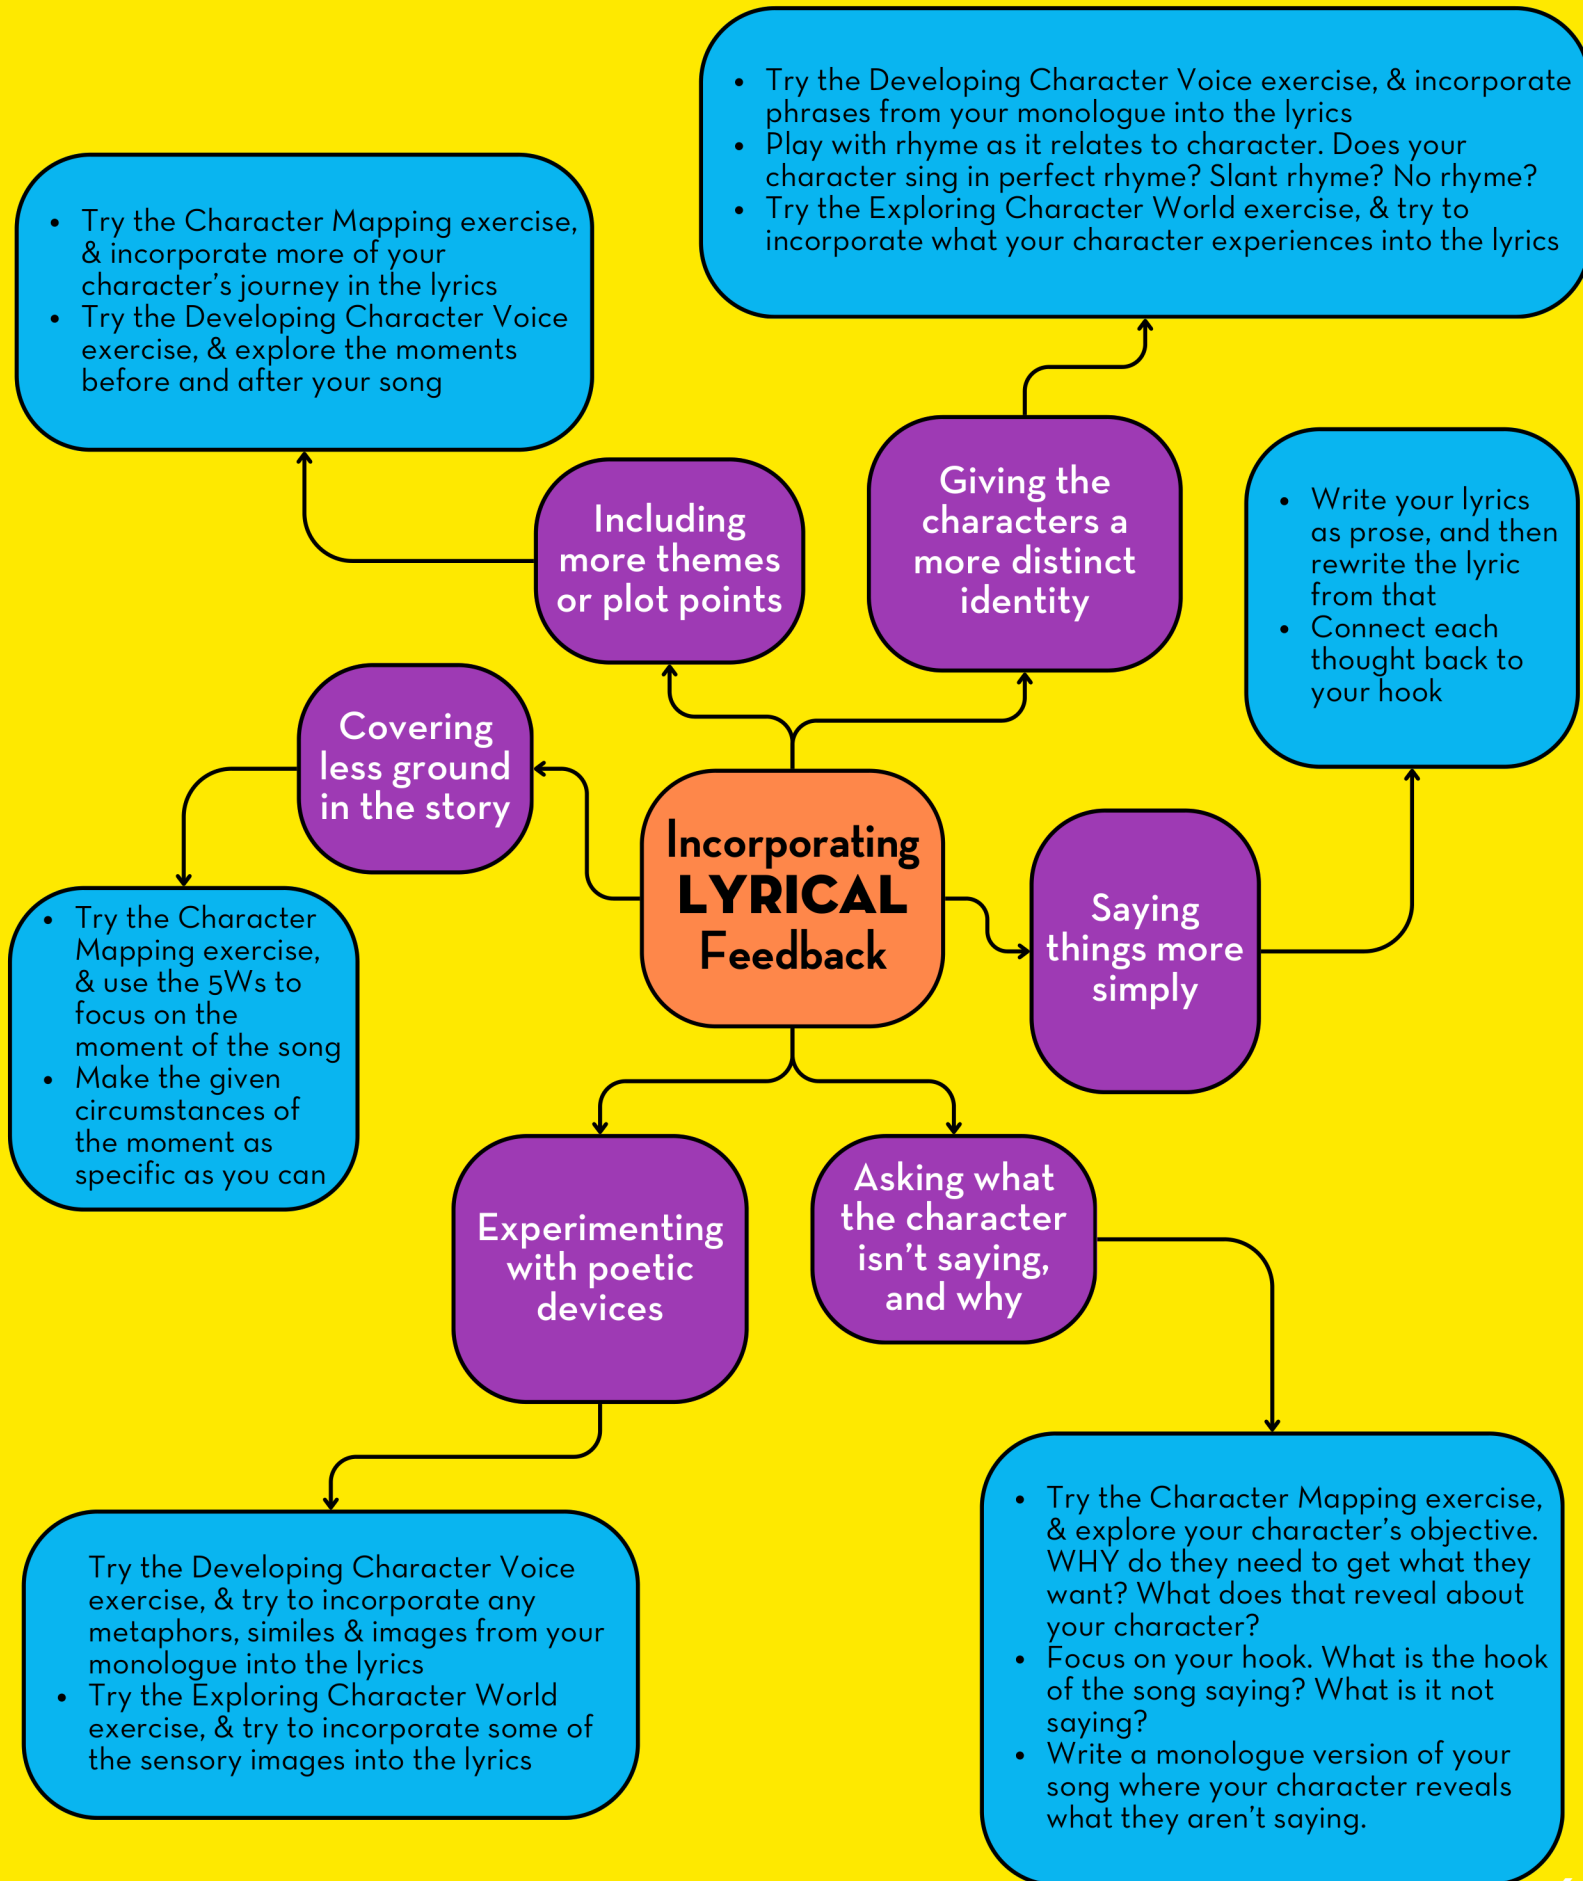 • Try the Developing Character Voice exercise, & incorporate
phrases from your monologue into the lyrics
• Play with rhyme as it relates to character. Does your
character sing in perfect rhyme? Slant rhyme? No rhyme?
• Try the Exploring Character World exercise, & try to
incorporate what your character experiences into the lyrics
• Try the Character Mapping exercise,
& incorporate more of your
character's journey in the lyrics
• Try the Developing Character Voice
exercise, & explore the moments
before and after your song
Including
more themes
or plot points
Giving the
characters a
more distinct
identity
• Write your lyrics
as prose, and then
rewrite the lyric
from that
• Connect each
thought back to
your hook
Covering
less ground
in the story
Incorporating
LYRICAL
Feedback
Saying
things more
simply
• Try the Character
Mapping exercise,
& use the 5Ws to
focus on the
moment of the song
• Make the given
circumstances of
the moment as
specific as you can
Experimenting
with poetic
devices
Asking what
the character
isn't saying,
and why
Try the Developing Character Voice
exercise, & try to incorporate any
metaphors, similes & images from your
monologue into the lyrics
• Try the Exploring Character World
exercise, & try to incorporate some of
the sensory images into the lyrics
• Try the Character Mapping exercise,
& explore your character's objective.
WHY do they need to get what they
want? What does that reveal about
your character?
• Focus on your hook. What is the hook
of the song saying? What is it not
saying?
• Write a monologue version of your
song where your character reveals
what they aren't saying.